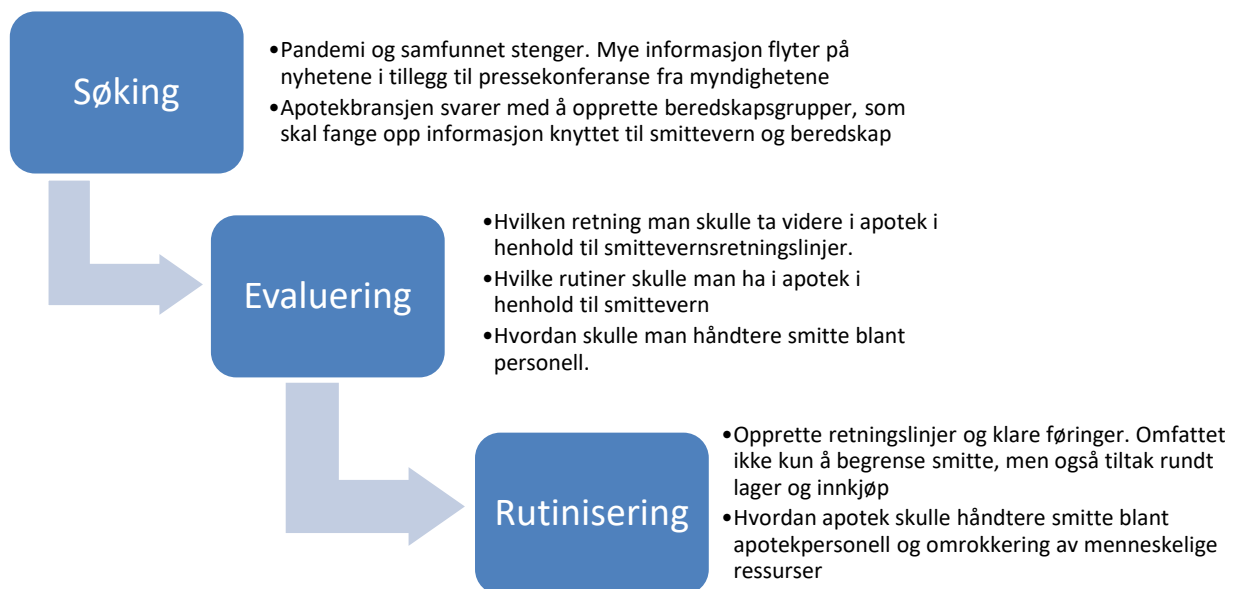 Søking
•Pandemi og samfunnet stenger. Mye informasjon flyter på
nyhetene i tillegg til pressekonferanse fra myndighetene
•Apotekbransjen svarer med å opprette beredskapsgrupper, som
skal fange opp informasjon knyttet til smittevern og beredskap
Evaluering
•Hvilken retning man skulle ta videre i apotek i
henhold til smittevernsretningslinjer.
•Hvilke rutiner skulle man ha i apotek i
henhold til smittevern
•Hvordan skulle man håndtere smitte blant
personell.
Rutinisering
•Opprette retningslinjer og klare føringer. Omfattet
ikke kun å begrense smitte, men også tiltak rundt
lager og innkjøp
•Hvordan apotek skulle håndtere smitte blant
apotekpersonell og omrokkering av menneskelige
ressurser